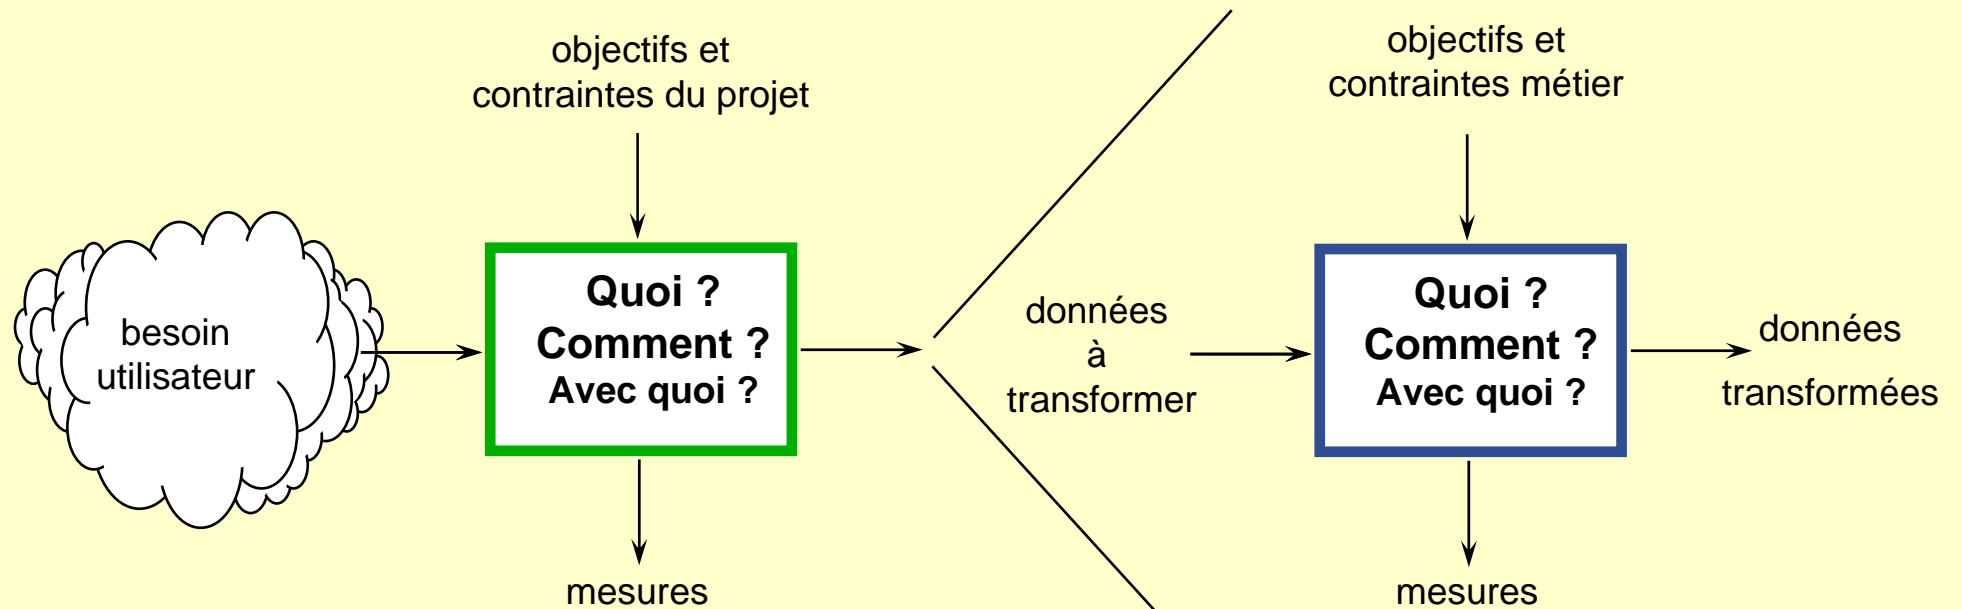 objectifs et
contraintes du projet
besoin
utilisateur
Quoi ?
Comment ?
Avec quoi ?
mesures
objectifs et
contraintes métier
données
à
transformer
Quoi ?
Comment ?
Avec quoi ?
données
transformées
mesures